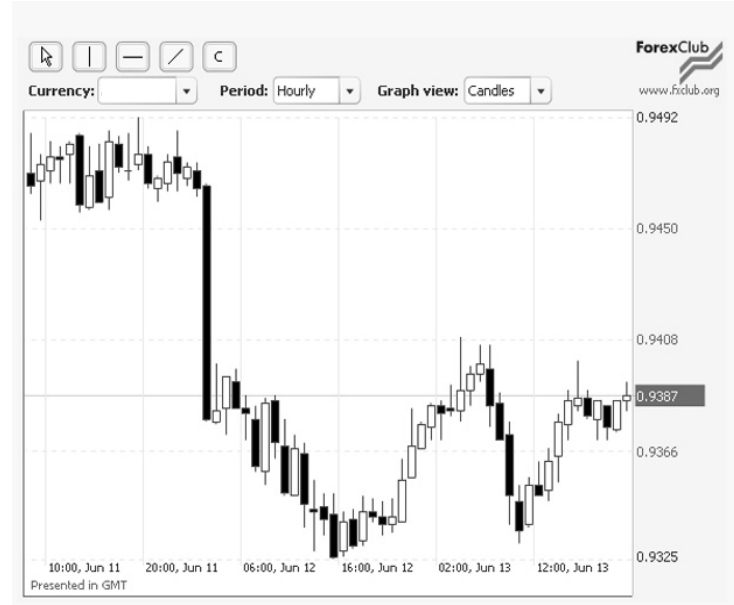 C
ForexClub
www.fxclub.org
Currency:
Period: Hourly
Graph view: Candles
0.9492
0.9450
0.9408
0.9387
0.9366
0.9325
10:00, Jun 11 20:00, Jun 11 06:00, Jun 12 16:00, Jun 12 02:00, Jun 13 12:00, Jun 13
Presented in GMT